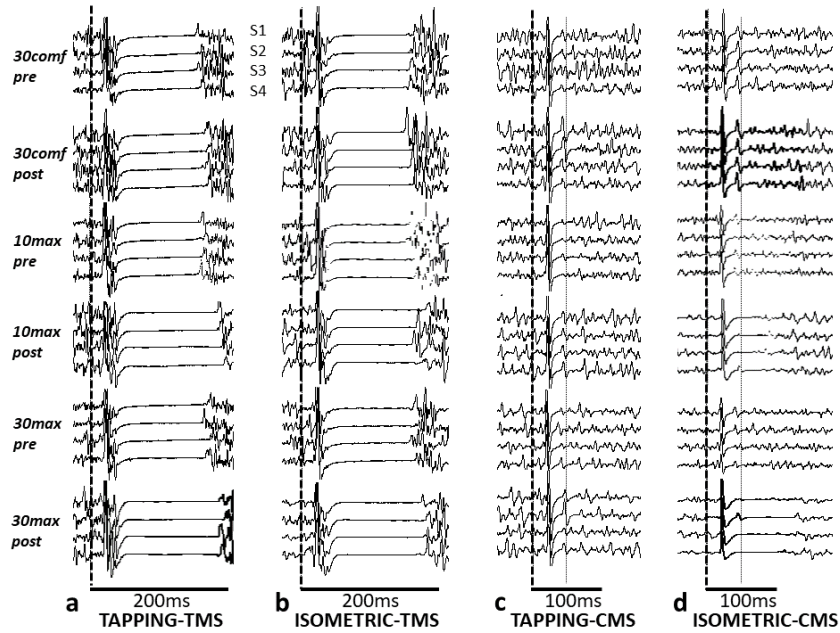 S1
S2
S3
S4
30comf
pre
30comf
post
10max
pre
10max
post
30max
pre
30max
post
a 200ms b 200ms c 100ms d 100ms
TAPPING-TMS ISOMETRIC-TMS TAPPING-CMS ISOMETRIC-CMS